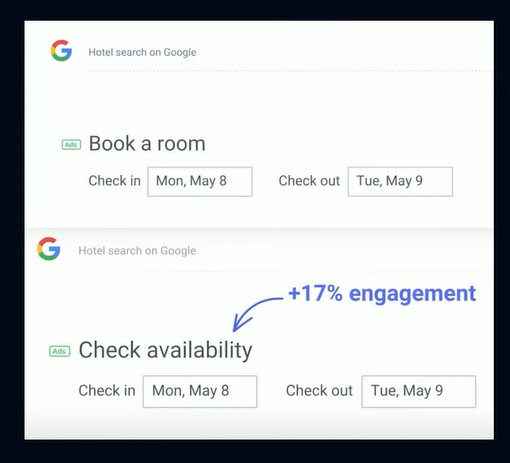 Hotel search on Google
Ads Book a room
Check in Mon, May 8 Check out Tue, May 9
Hotel search on Google
+17% engagement
Ads Check availability
Check in Mon, May 8 Check out Tue, May 9